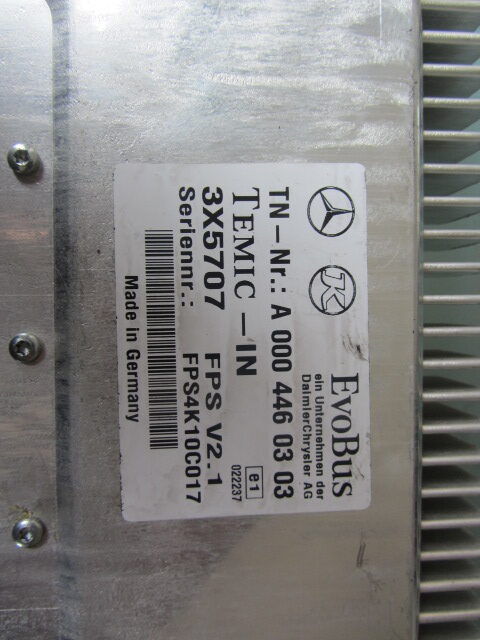 EvoBus
ein Unternehmen der
DaimlerChrysler AG
TN-Nr.: A 000 446 03 03
TEMIC -IN
e1
022237
3X5707 FPS V2.1
Seriennr.: FPS4K10C017
Made in Germany